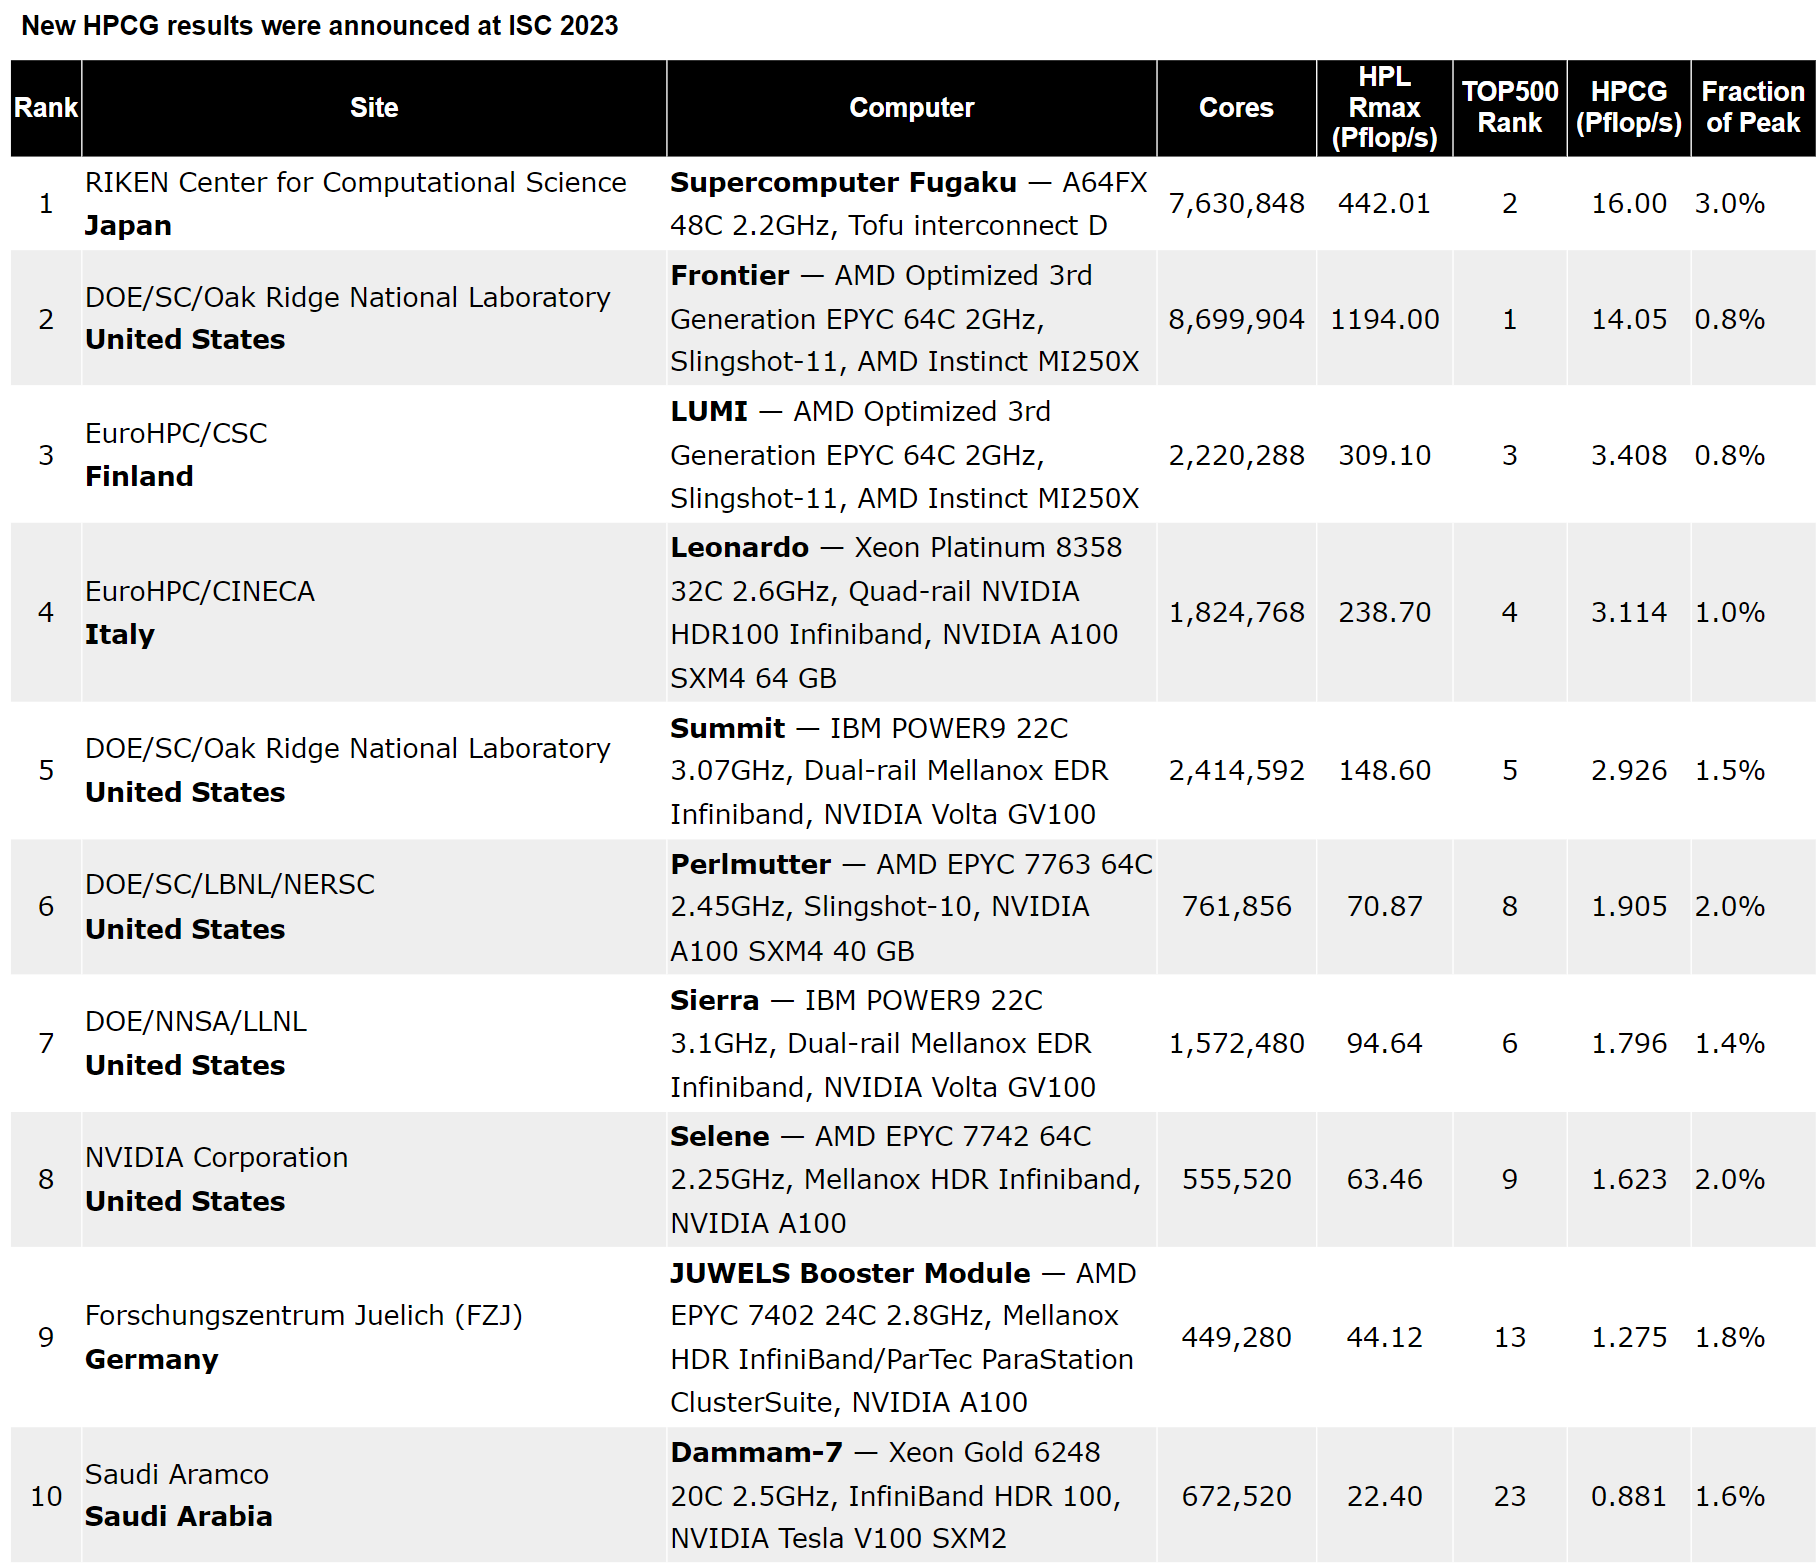 New HPCG results were announced at ISC 2023
Rank Site Computer Cores HPL Rmax (Pflop/s) TOP500 Rank HPCG (Pflop/s) Fraction of Peak
1 RIKEN Center for Computational Science
Japan
Supercomputer Fugaku — A64FX
48C 2.2GHz, Tofu interconnect D
7,630,848 442.01 2 16.00 3.0%
2 DOE/SC/Oak Ridge National Laboratory
United States
Frontier — AMD Optimized 3rd
Generation EPYC 64C 2GHz,
Slingshot-11, AMD Instinct MI250X
8,699,904 1194.00 1 14.05 0.8%
3 EuroHPC/CSC
Finland
LUMI — AMD Optimized 3rd
Generation EPYC 64C 2GHz,
Slingshot-11, AMD Instinct MI250X
2,220,288 309.10 3 3.408 0.8%
4 EuroHPC/CINECA
Italy
Leonardo — Xeon Platinum 8358
32C 2.6GHz, Quad-rail NVIDIA
HDR100 Infiniband, NVIDIA A100
SXM4 64 GB
1,824,768 238.70 4 3.114 1.0%
5 DOE/SC/Oak Ridge National Laboratory
United States
Summit — IBM POWER9 22C
3.07GHz, Dual-rail Mellanox EDR
Infiniband, NVIDIA Volta GV100
2,414,592 148.60 5 2.926 1.5%
6 DOE/SC/LBNL/NERSC
United States
Perlmutter — AMD EPYC 7763 64C
2.45GHz, Slingshot-10, NVIDIA
A100 SXM4 40 GB
761,856 70.87 8 1.905 2.0%
7 DOE/NNSA/LLNL
United States
Sierra — IBM POWER9 22C
3.1GHz, Dual-rail Mellanox EDR
Infiniband, NVIDIA Volta GV100
1,572,480 94.64 6 1.796 1.4%
8 NVIDIA Corporation
United States
Selene — AMD EPYC 7742 64C
2.25GHz, Mellanox HDR Infiniband,
NVIDIA A100
555,520 63.46 9 1.623 2.0%
9 Forschungszentrum Juelich (FZJ)
Germany
JUWELS Booster Module — AMD
EPYC 7402 24C 2.8GHz, Mellanox
HDR InfiniBand/ParTec ParaStation
ClusterSuite, NVIDIA A100
449,280 44.12 13 1.275 1.8%
10 Saudi Aramco
Saudi Arabia
Dammam-7 — Xeon Gold 6248
20C 2.5GHz, InfiniBand HDR 100,
NVIDIA Tesla V100 SXM2
672,520 22.40 23 0.881 1.6%